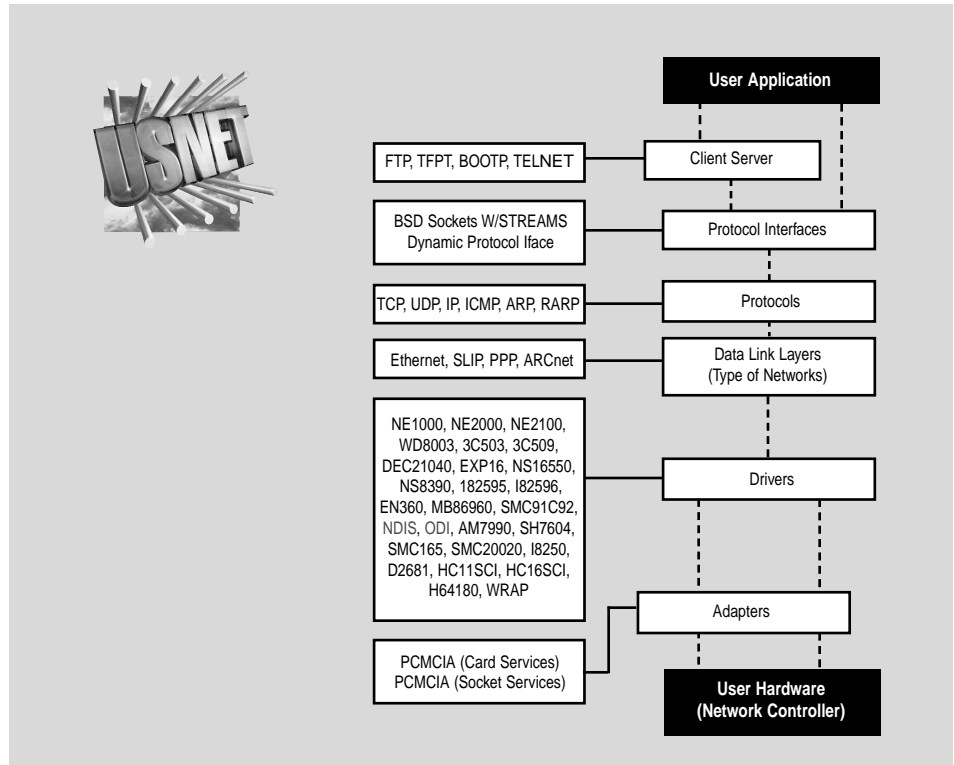 USNET
User Application
FTP, TFPT, BOOTP, TELNET
Client Server
BSD Sockets W/STREAMS
Dynamic Protocol Iface
Protocol Interfaces
TCP, UDP, IP, ICMP, ARP, RARP
Protocols
Ethernet, SLIP, PPP, ARCnet
Data Link Layers
(Type of Networks)
NE1000, NE2000, NE2100,
WD8003, 3C503, 3C509,
DEC21040, EXP16, NS16550,
NS8390, 182595, I82596,
EN360, MB86960, SMC91C92,
NDIS, ODI, AM7990, SH7604,
SMC165, SMC20020, I8250,
D2681, HC11SCI, HC16SCI,
H64180, WRAP
Drivers
Adapters
PCMCIA (Card Services)
PCMCIA (Socket Services)
User Hardware
(Network Controller)